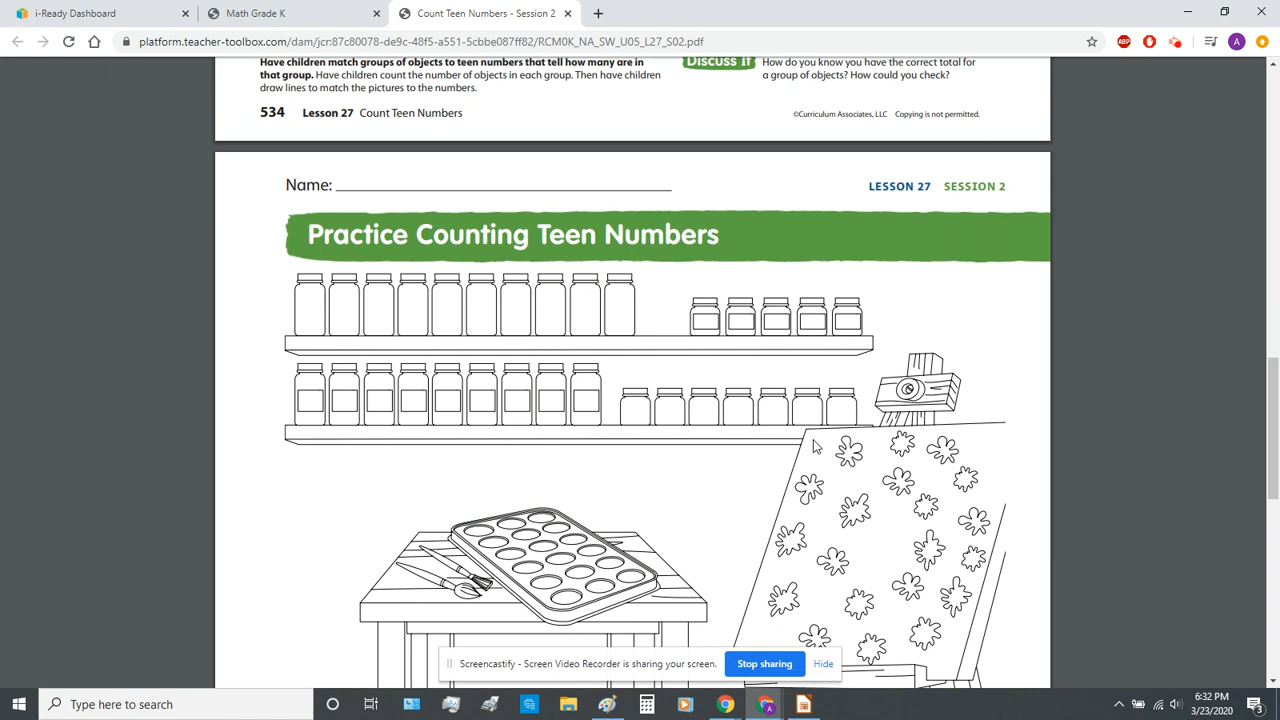 i-Ready Dashboard
Math Grade K
Count Teen Numbers - Session 2
platform.teacher-toolbox.com/dam/jcr:87c80078-de9c-48f5-a551-5cbbe087ff82/RCM0K_NA_SW_U05_L27_S02.pdf
ABP
A
Have children match groups of objects to teen numbers that tell how many are in
that group. Have children count the number of objects in each group. Then have children
draw lines to match the pictures to the numbers.
Discuss It
How do you know you have the correct total for
a group of objects? How could you check?
534 Lesson 27 Count Teen Numbers
©Curriculum Associates, LLC Copying is not permitted.
Name:
LESSON 27 SESSION 2
Practice Counting Teen Numbers
Screencastify - Screen Video Recorder is sharing your screen.
Stop sharing
Hide
Type here to search
6:32 PM
3/23/2020
3